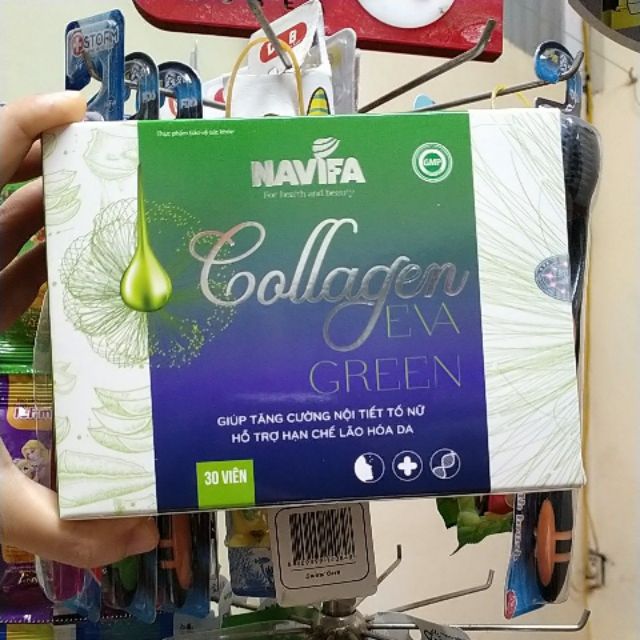 STORM
Thực phẩm bảo vệ sức khỏe
NAVIFA
For health and beauty
GMP
Collagen
EVA
GREEN
GIÚP TĂNG CƯỜNG NỘI TIẾT TỐ NỮ
HỖ TRỢ HẠN CHẾ LÃO HÓA DA
30 VIÊN